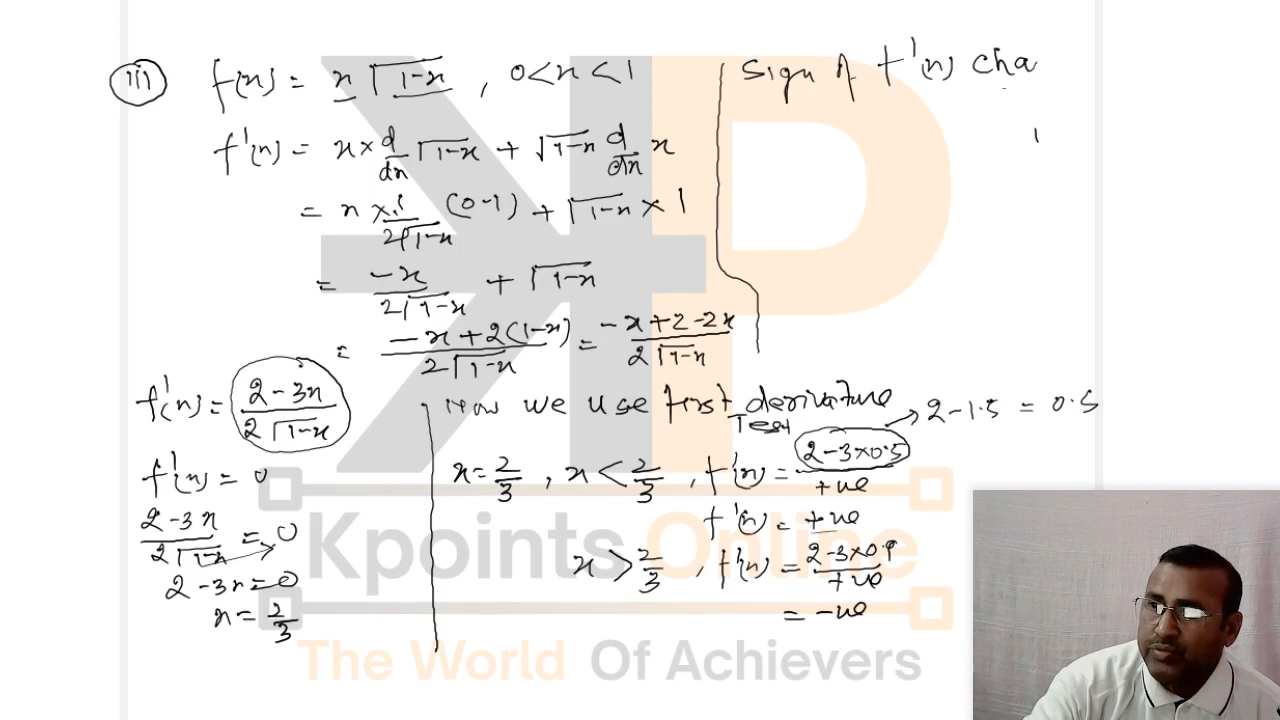 (iii) f(x) = x√(1-x) , 0<x<1
f'(x) = x × d/dx √(1-x) + √(1-x) d/dx x
= x × 1/(2√(1-x)) (0-1) + √(1-x) × 1
= -x/(2√(1-x)) + √(1-x)
= (-x+2(1-x))/(2√(1-x)) = (-x+2-2x)/(2√(1-x))
f'(x) = (2-3x)/(2√(1-x))
f'(x) = 0
(2-3x)/(2√(1-x)) = 0
2-3x=0
x = 2/3
Now we use first derivative
Test
x = 2/3 , x < 2/3 , f'(x) = (2-3×0.5)/+ve → 2-1.5 = 0.5
f'(x) = +ve
x > 2/3 , f'(x) = (2-3×0.9)/+ve
= -ve
Sign of f'(x) cha
Kpoints Online
The World Of Achievers